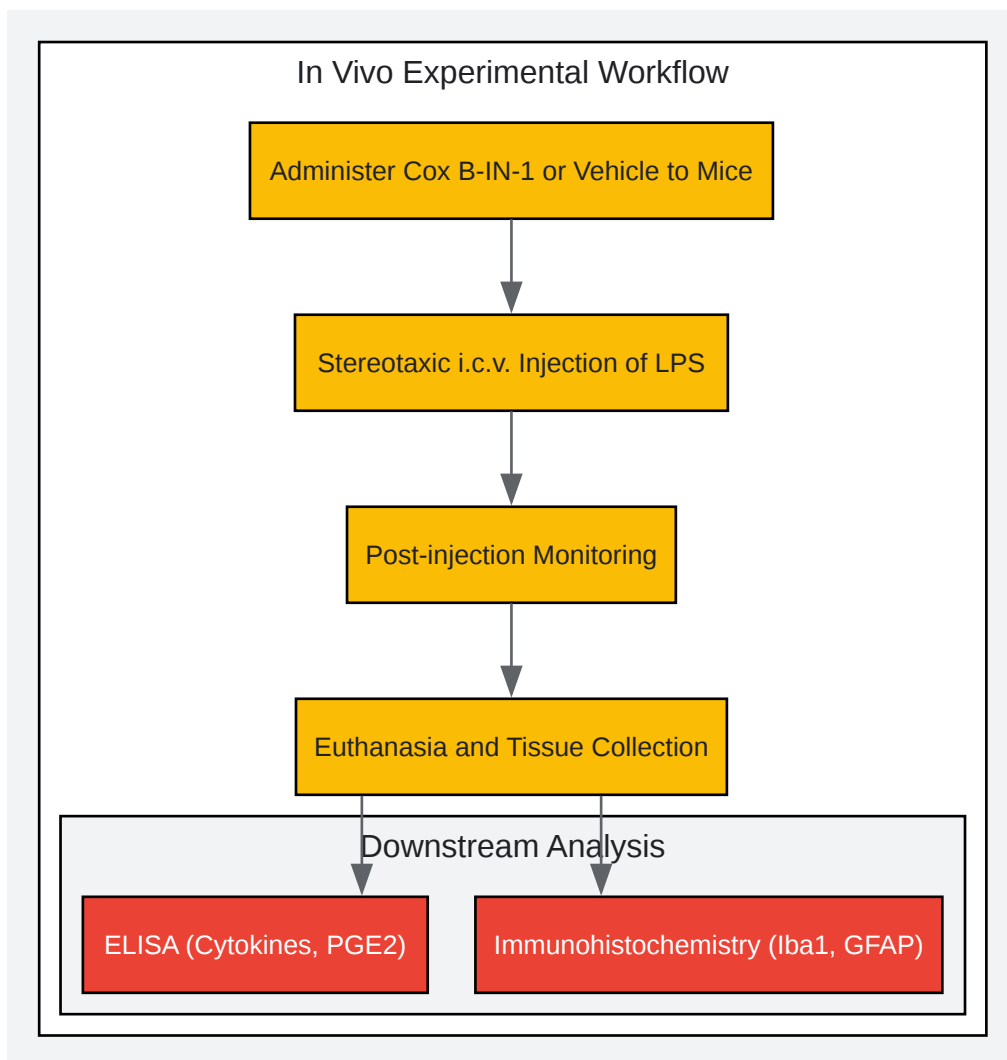 In Vivo Experimental Workflow
Administer Cox B-IN-1 or Vehicle to Mice
Stereotaxic i.c.v. Injection of LPS
Post-injection Monitoring
Euthanasia and Tissue Collection
Downstream Analysis
ELISA (Cytokines, PGE2)
Immunohistochemistry (Iba1, GFAP)